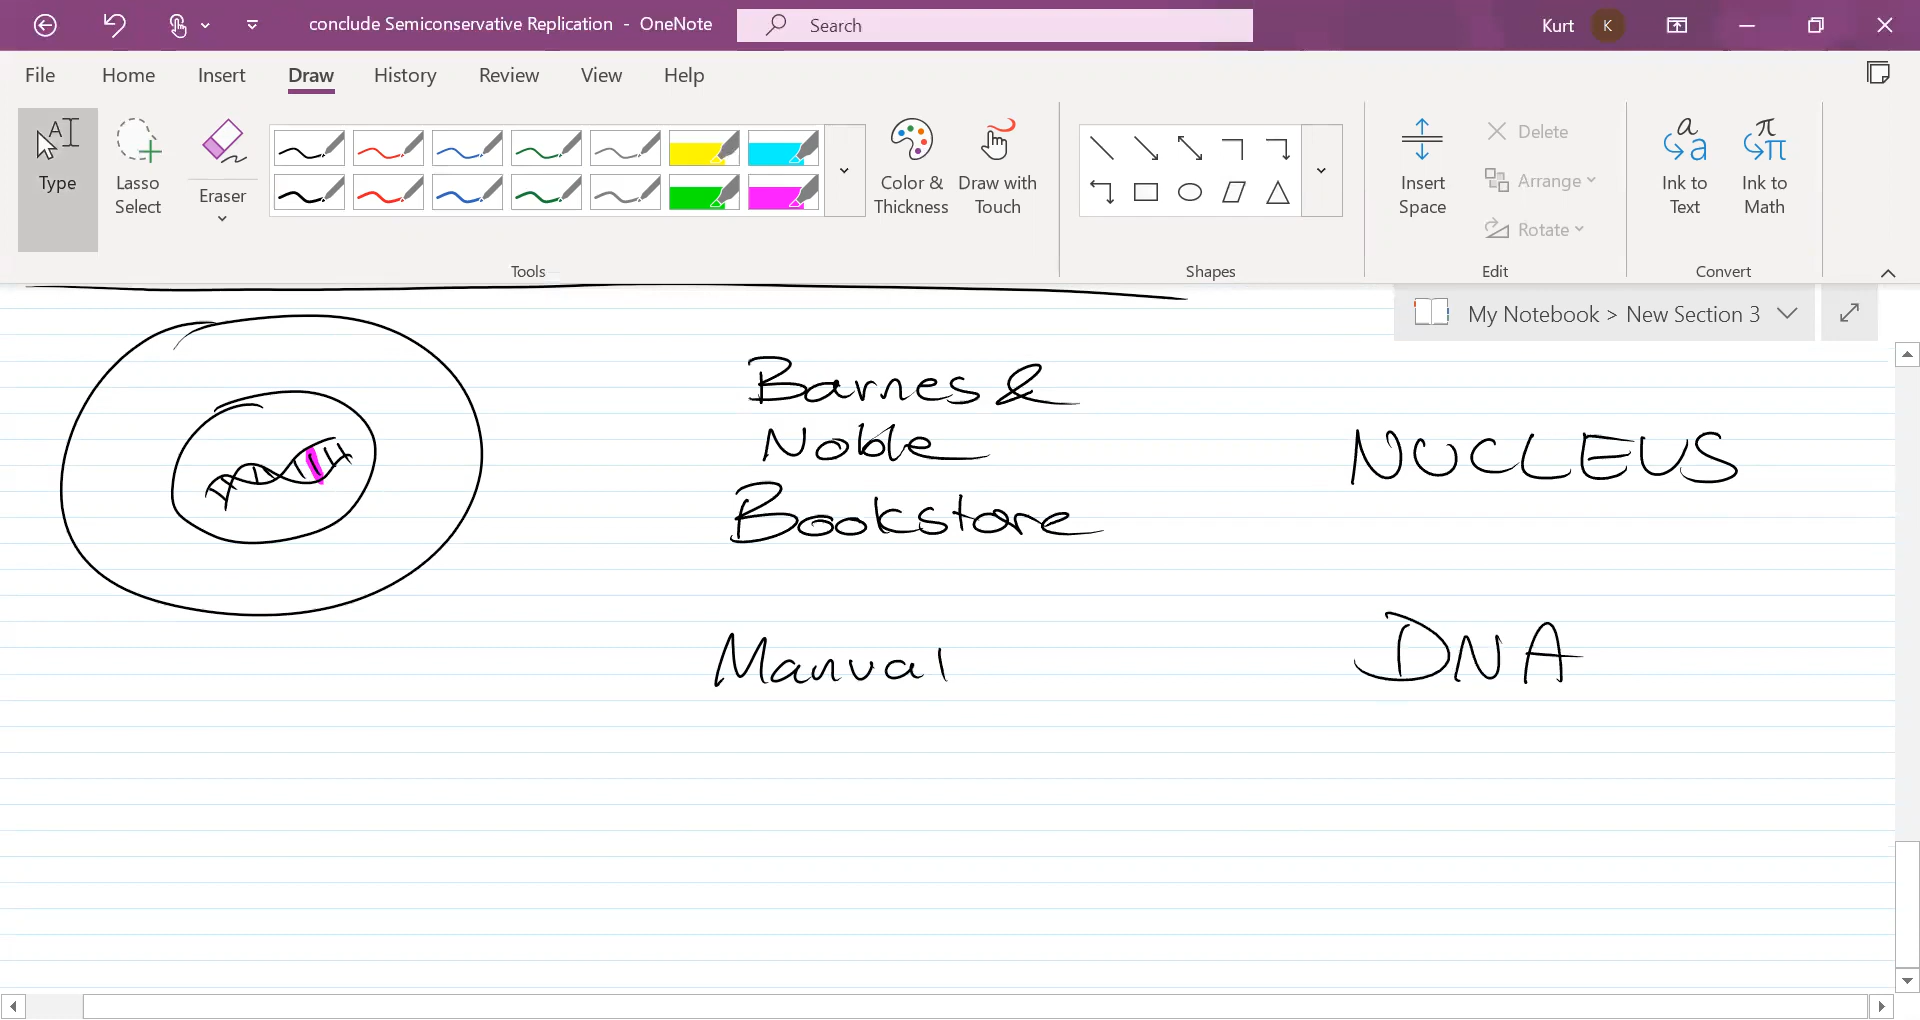 conclude Semiconservative Replication - OneNote
Search
Kurt K
File Home Insert Draw History Review View Help
Type
Lasso Select
Eraser
Color & Thickness
Draw with Touch
Insert Space
Delete
Arrange
Rotate
Ink to Text
Ink to Math
Tools Shapes Edit Convert
My Notebook > New Section 3
Barnes &
Noble
Bookstore
NUCLEUS
Manual
DNA